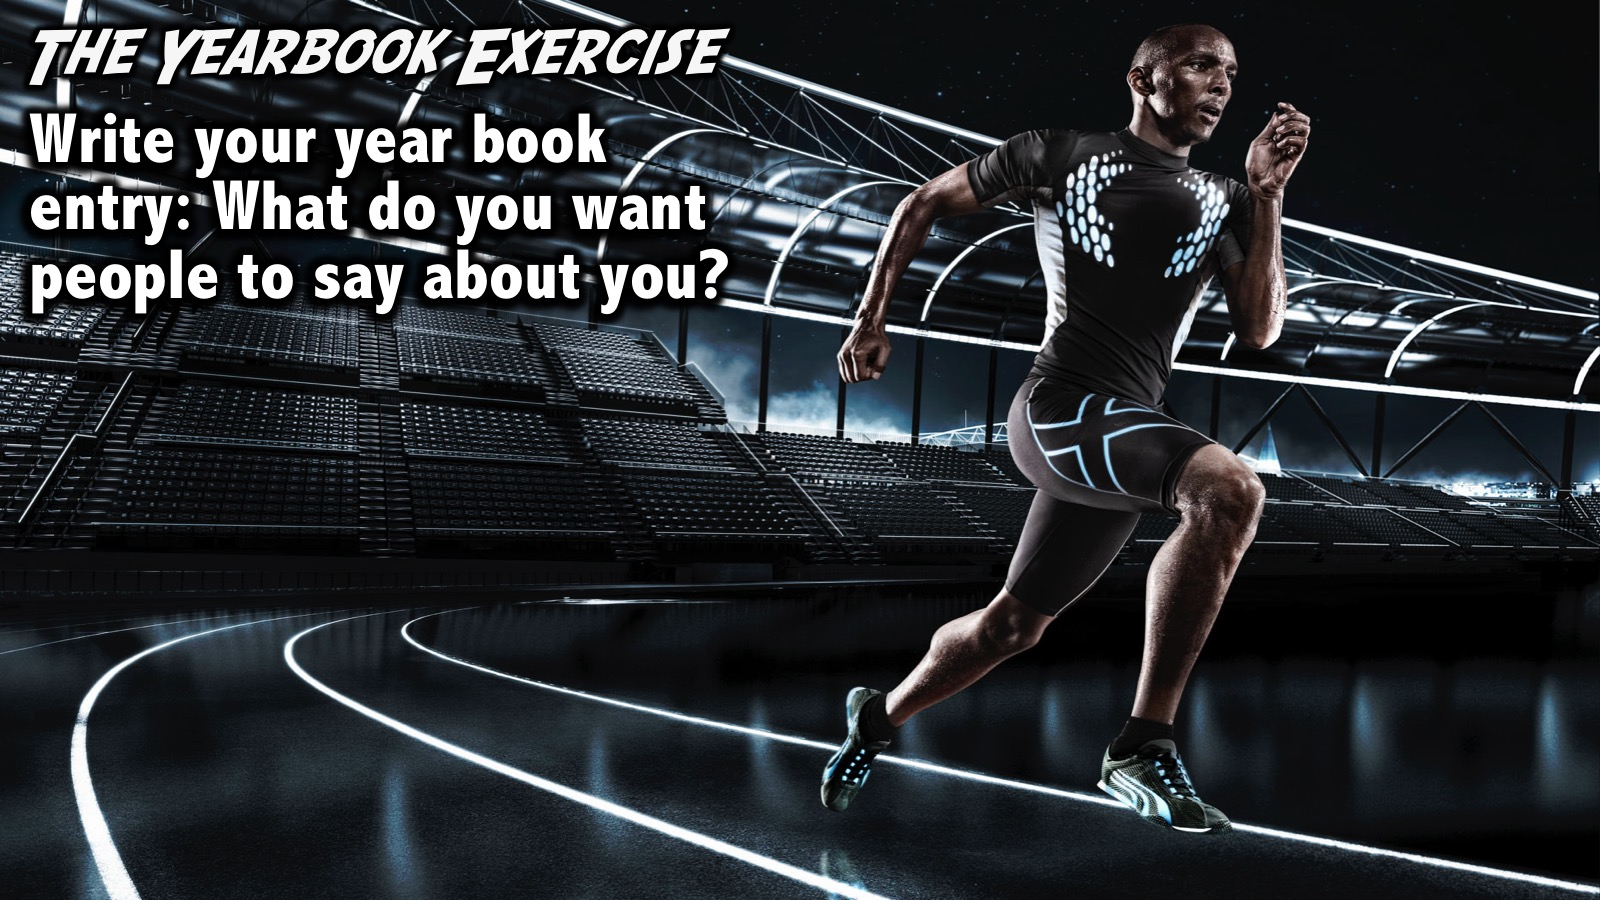 The Yearbook Exercise
Write your year book
entry: What do you want
people to say about you?